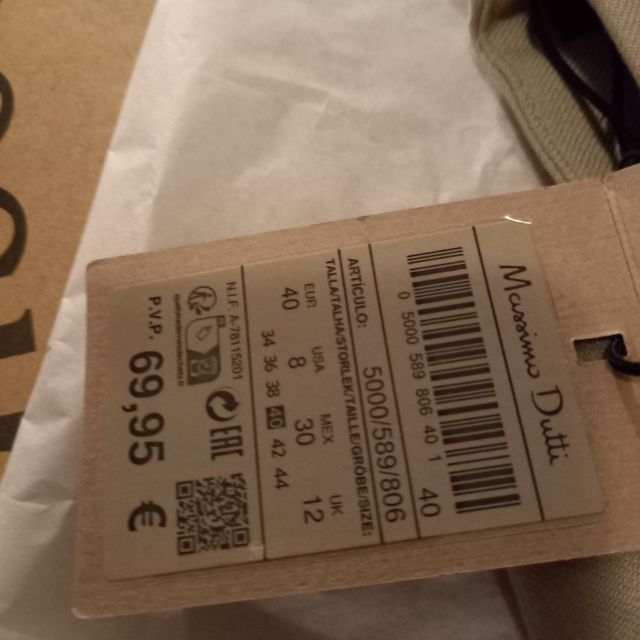 Massimo Dutti
0 5000 589 806 40 1
40
ARTICULO: 5000/589/806
TALLA/TALHA/STORLEK/TAILLE/GRÖßE/SIZE:
EUR USA MEX UK
40 8 30 12
34 36 38 40 42 44
N.I.F. A-78115201
EAC
P.V.P. 69,95 €